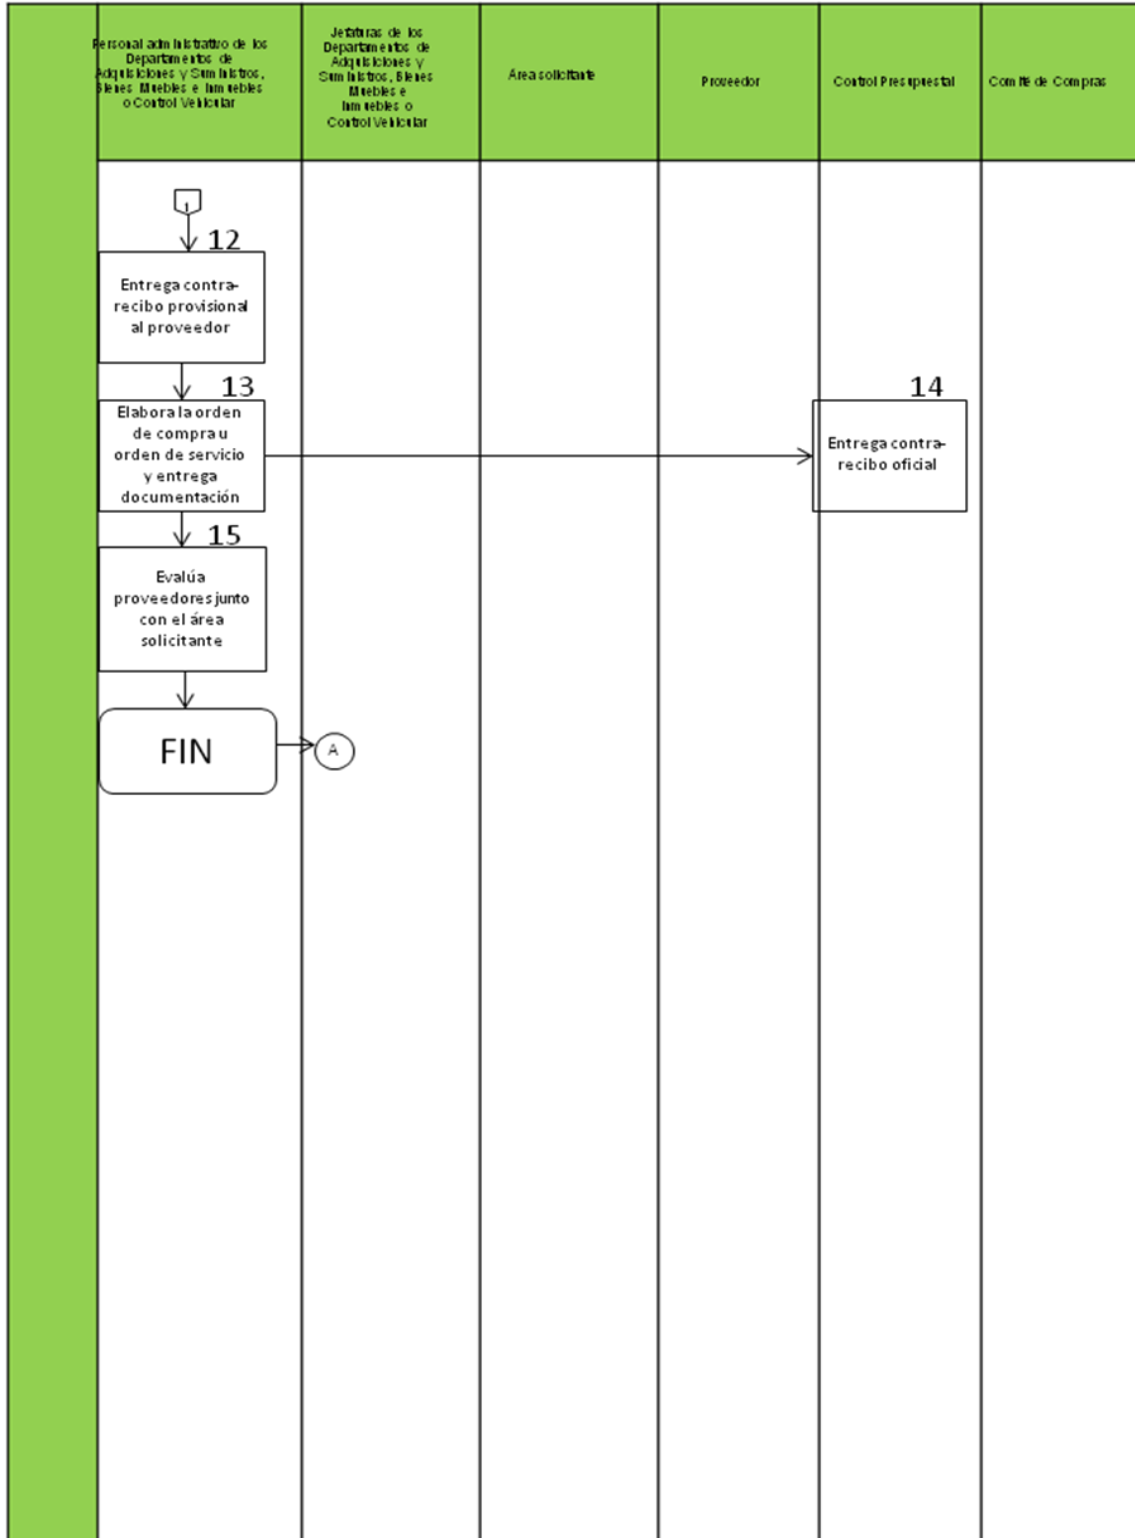 Personal administrativo de los
Departamentos de
Adquisiciones y Suministros,
Bienes Muebles e Inmuebles
o Control Vehicular
Jefaturas de los
Departamentos de
Adquisiciones y
Suministros, Bienes
Muebles e
Inmuebles o
Control Vehicular
Area solicitante
Proveedor
Control Presupuestal
Comité de Compras
1
12
Entrega contra-
recibo provisional
al proveedor
13
Elabora la orden
de compra u
orden de servicio
y entrega
documentación
14
Entrega contra-
recibo oficial
15
Evalúa
proveedores junto
con el área
solicitante
FIN
A